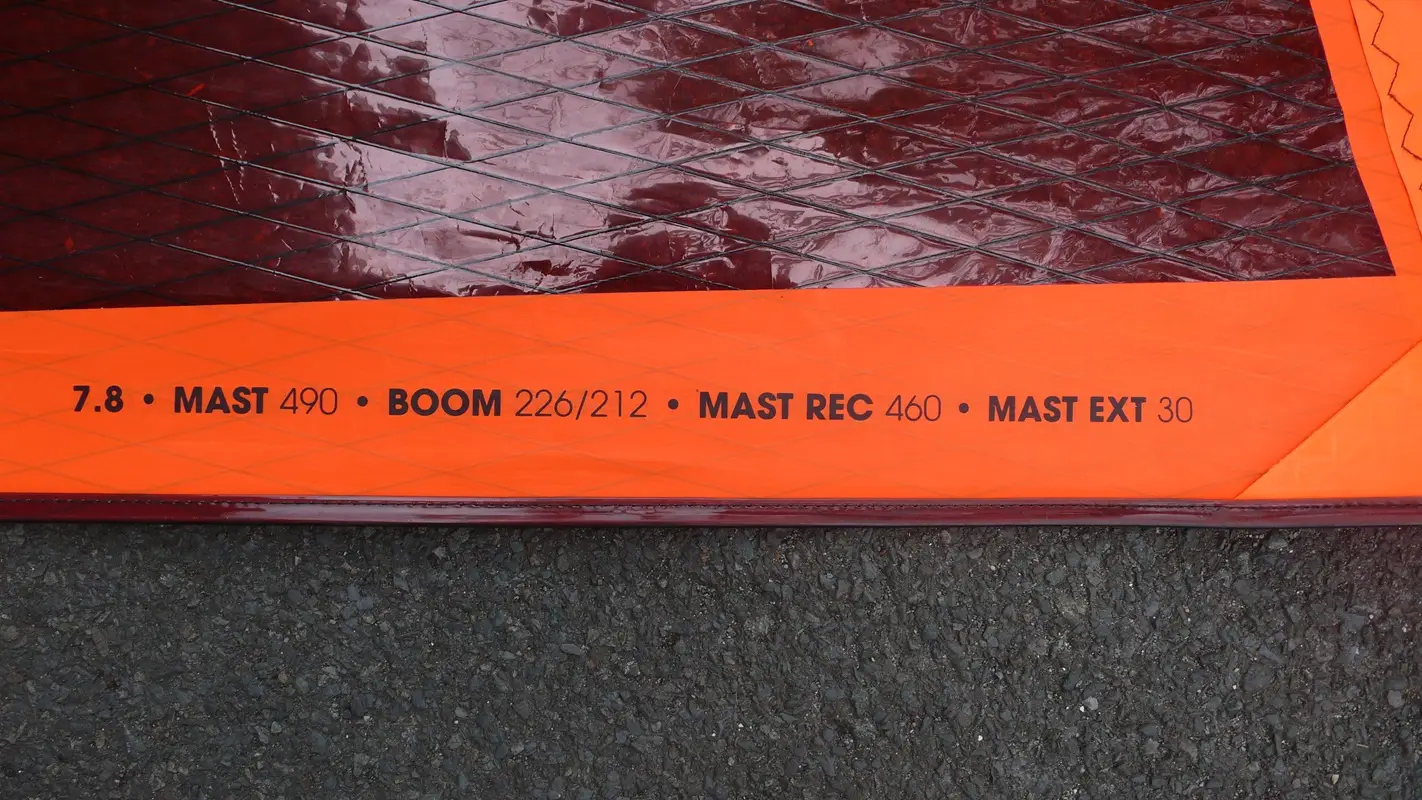 7.8 • MAST 490 • BOOM 226/212 • MAST REC 460 • MAST EXT 30